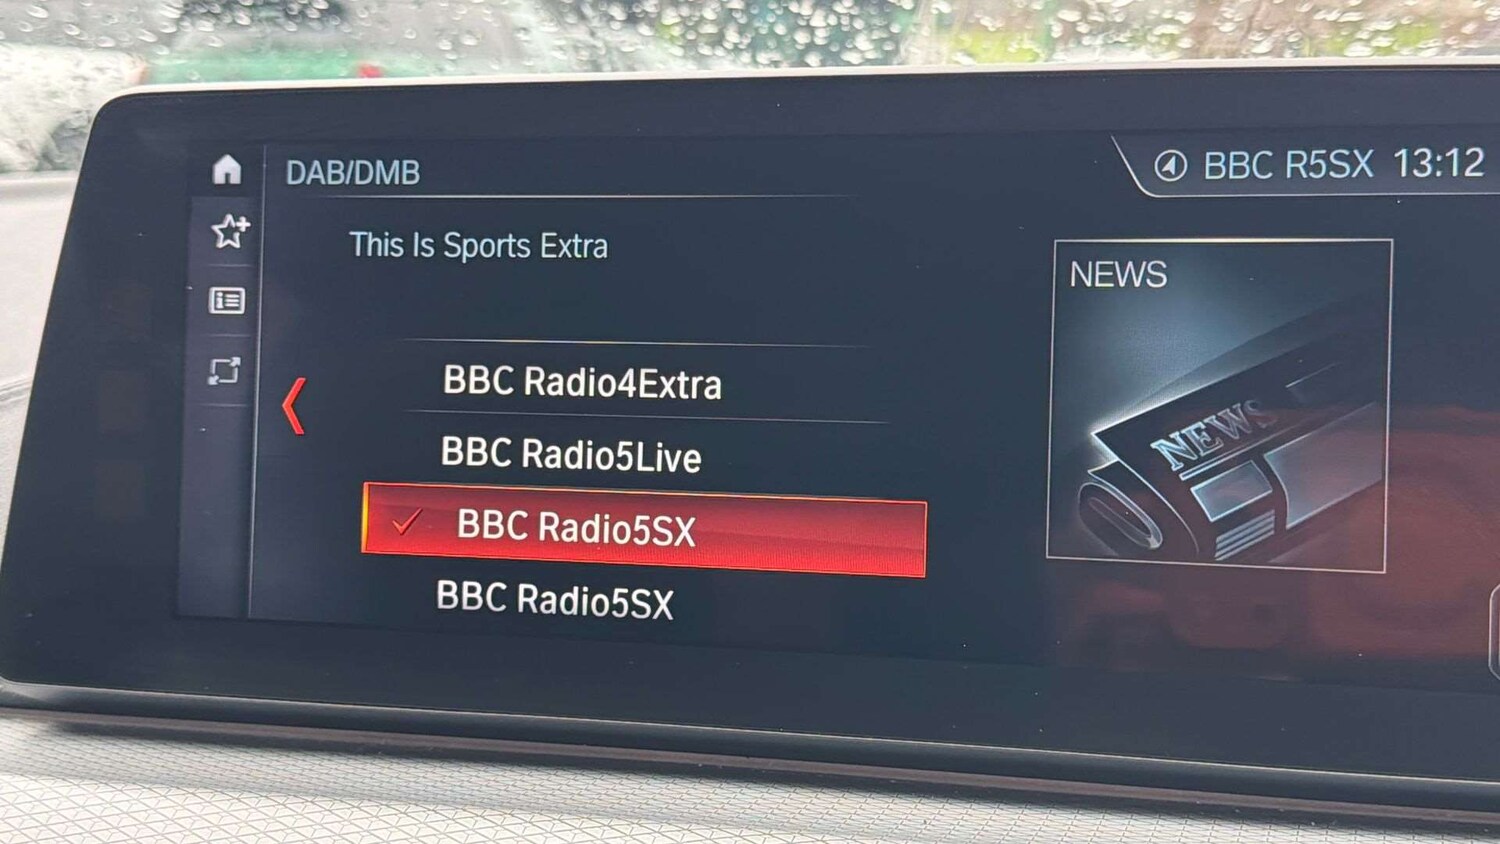 DAB/DMB
BBC R5SX 13:12
This Is Sports Extra
NEWS
BBC Radio4Extra
BBC Radio5Live
BBC Radio5SX
BBC Radio5SX
NEWS